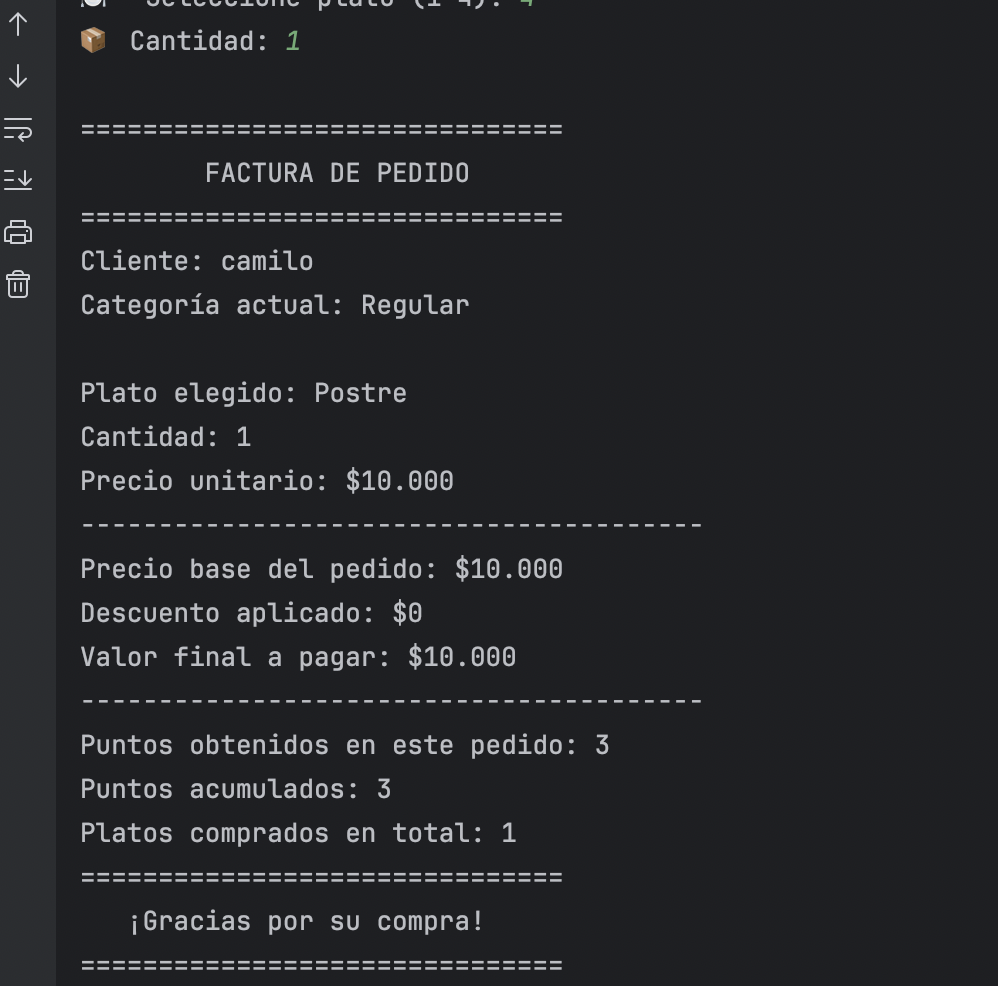 Seleccione plato (1-4): 4
Cantidad: 1
===============================
FACTURA DE PEDIDO
===============================
Cliente: camilo
Categoría actual: Regular
Plato elegido: Postre
Cantidad: 1
Precio unitario: $10.000
----------------------------------------
Precio base del pedido: $10.000
Descuento aplicado: $0
Valor final a pagar: $10.000
----------------------------------------
Puntos obtenidos en este pedido: 3
Puntos acumulados: 3
Platos comprados en total: 1
===============================
¡Gracias por su compra!
===============================